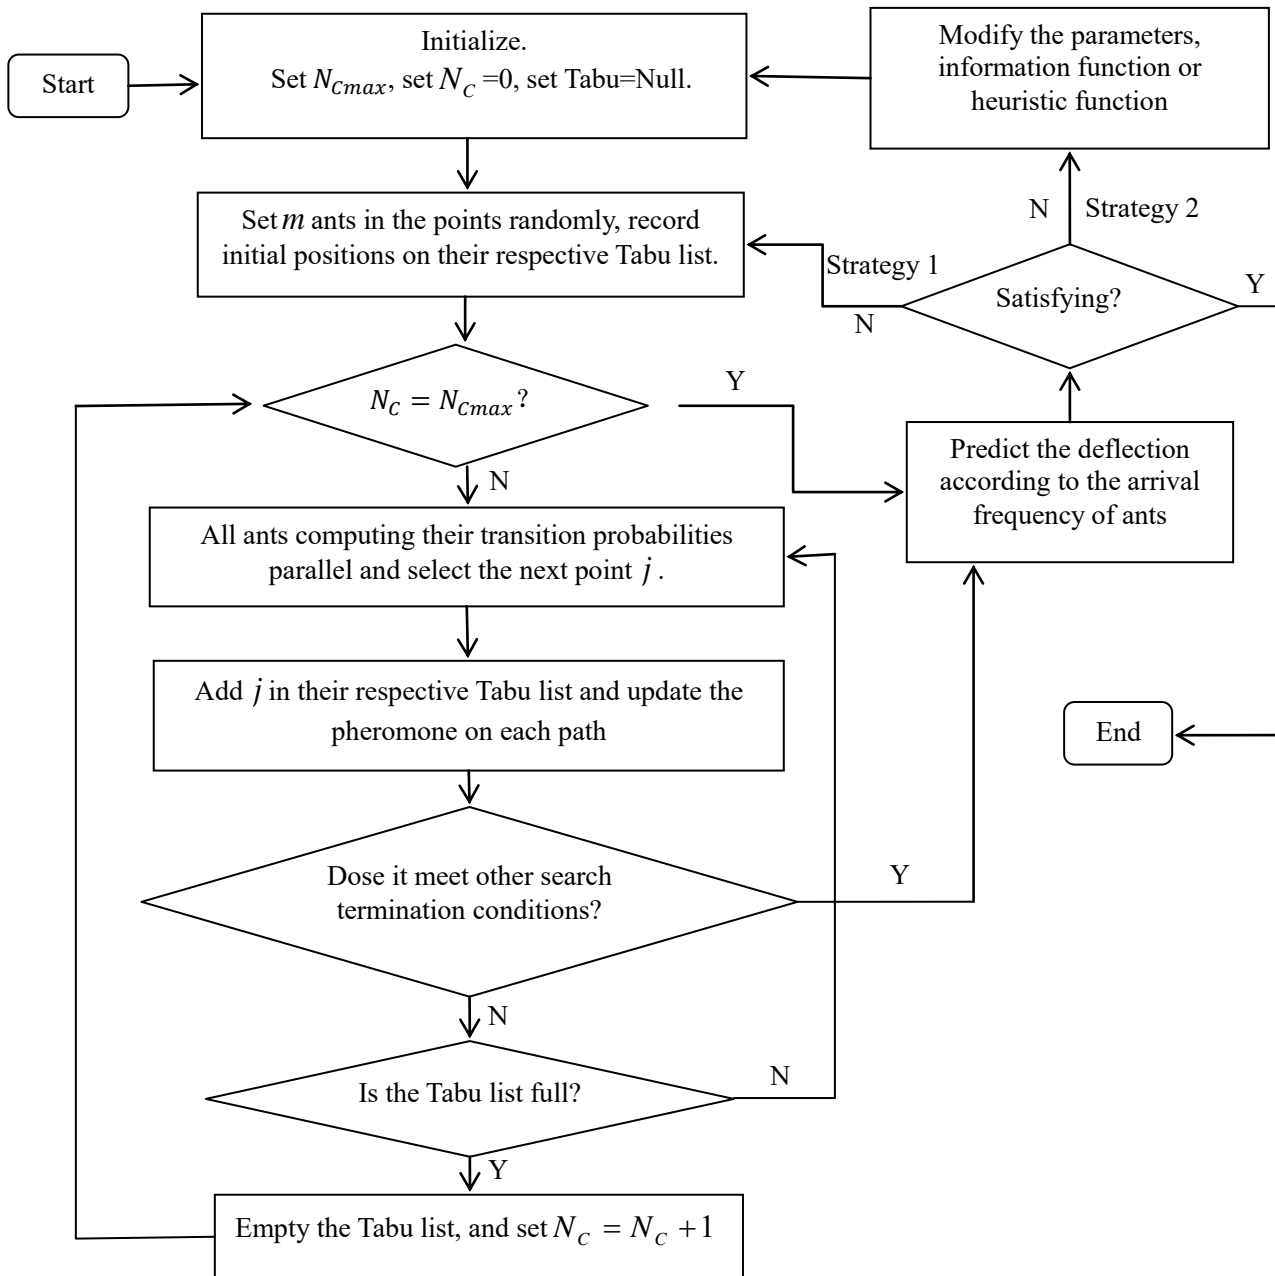 Start
Initialize.
Set N_Cmax, set N_C =0, set Tabu=Null.
Modify the parameters,
information function or
heuristic function
Set m ants in the points randomly, record
initial positions on their respective Tabu list.
N
Strategy 2
Strategy 1
N
Satisfying?
Y
N_C = N_Cmax?
Y
N
Predict the deflection
according to the arrival
frequency of ants
All ants computing their transition probabilities
parallel and select the next point j .
Add j in their respective Tabu list and update the
pheromone on each path
End
Dose it meet other search
termination conditions?
Y
N
Is the Tabu list full?
N
Y
Empty the Tabu list, and set N_C = N_C +1